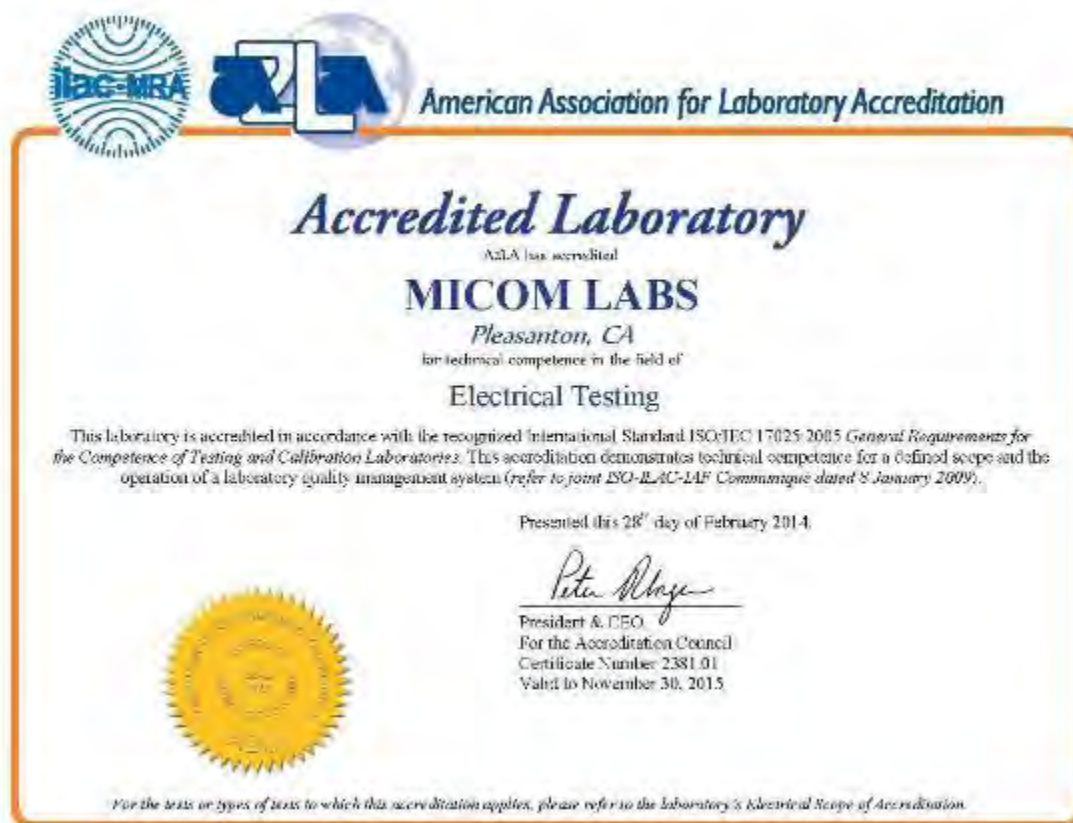 ilac-MRA
a2la
American Association for Laboratory Accreditation
Accredited Laboratory
A2LA has accredited
MICOM LABS
Pleasanton, CA
for technical competence in the field of
Electrical Testing
This laboratory is accredited in accordance with the recognized International Standard ISO/IEC 17025:2005 General Requirements for
the Competence of Testing and Calibration Laboratories. This accreditation demonstrates technical competence for a defined scope and the
operation of a laboratory quality management system (refer to joint ISO-ILAC-IAF Communiqué dated 8 January 2009).
Presented this 28th day of February 2014.
President & CEO
For the Accreditation Council
Certificate Number 2381.01
Valid to November 30, 2015
For the tests or types of tests to which this accreditation applies, please refer to the laboratory's Electrical Scope of Accreditation.